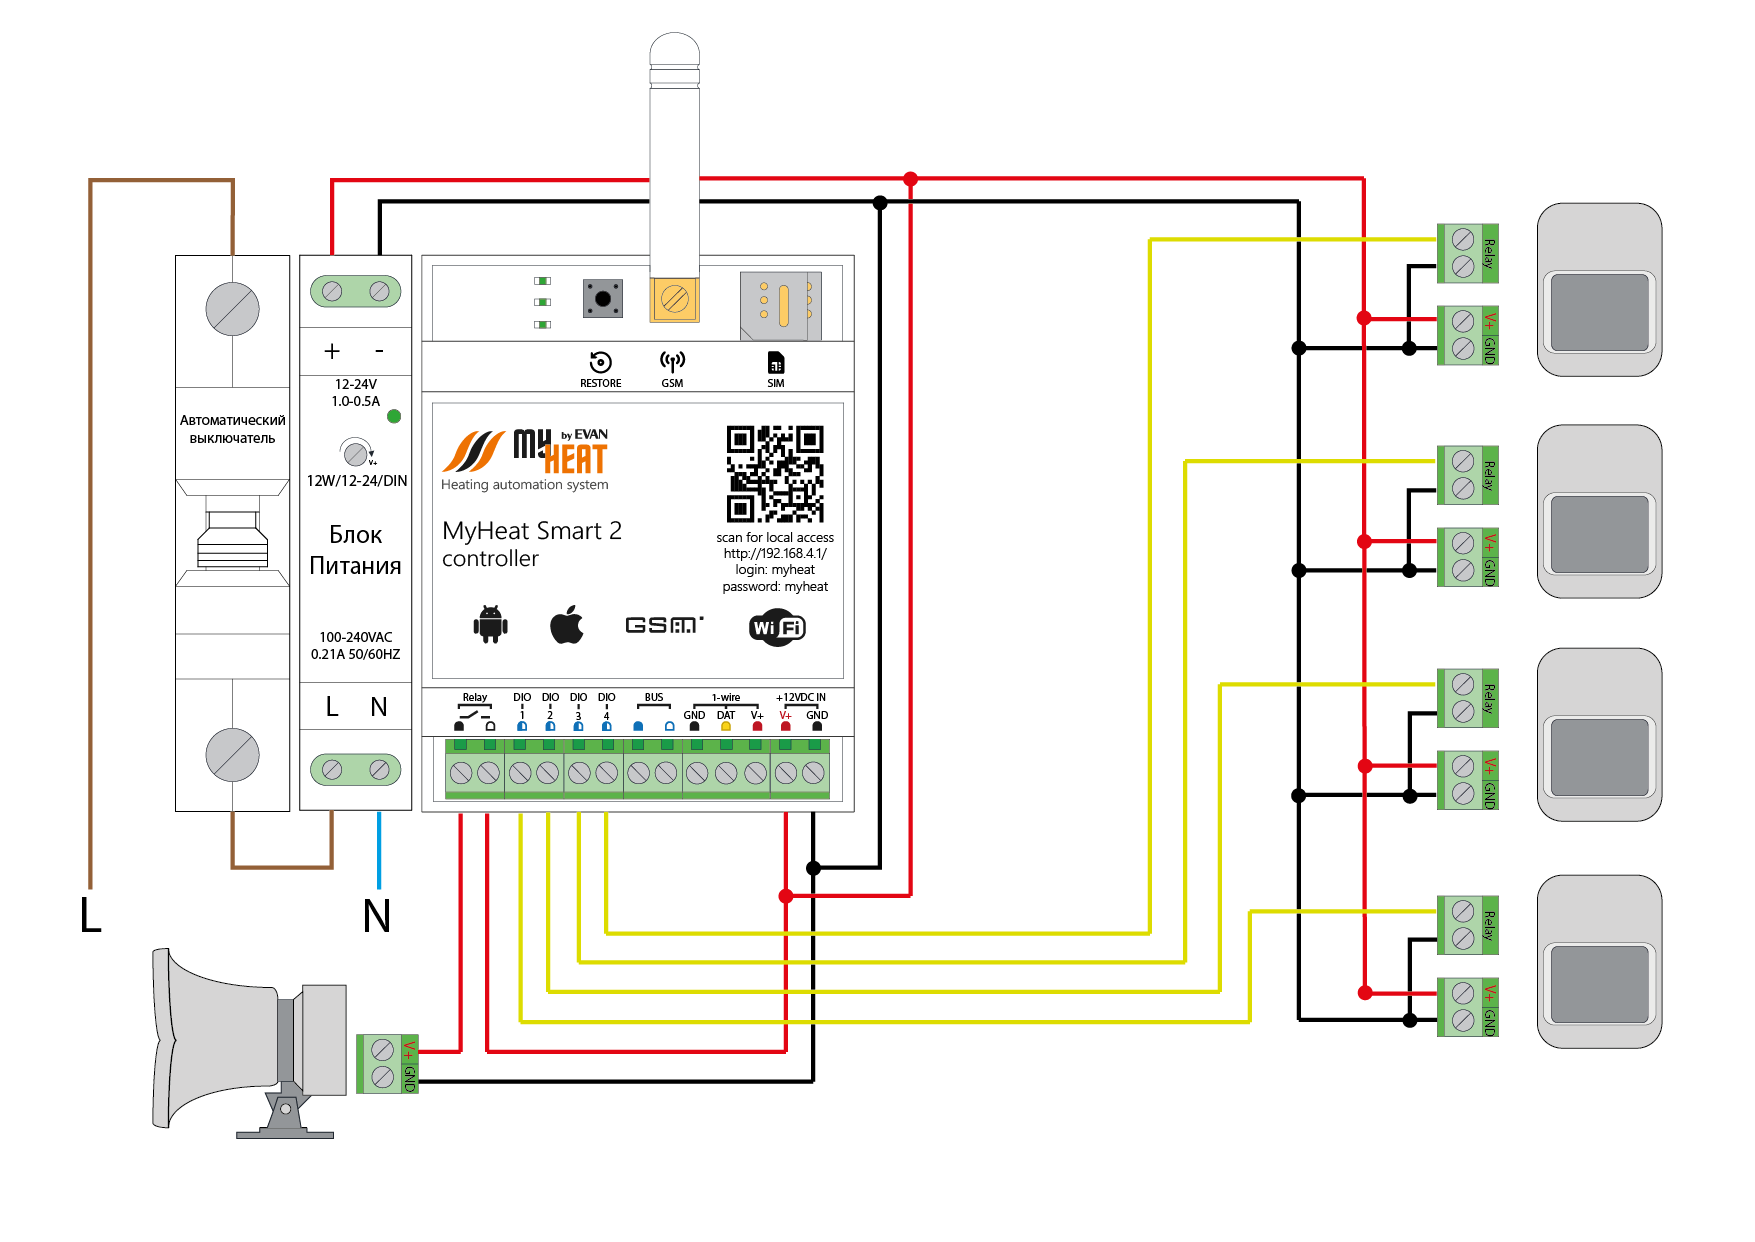 Автоматический
выключатель
+ -
12-24V
1.0-0.5A
V+
12W/12-24/DIN
Блок
Питания
100-240VAC
0.21A 50/60HZ
L N
L
N
RESTORE
GSM
SIM
MY HEAT by EVAN
Heating automation system
MyHeat Smart 2
controller
scan for local access
http://192.168.4.1/
login: myheat
password: myheat
GSM
Wi Fi
Relay
DIO
1
DIO
2
DIO
3
DIO
4
BUS
1-wire
GND DAT V+
+12VDC IN
V+ GND
V+
GND
Relay
V+
GND
Relay
V+
GND
Relay
V+
GND
Relay
V+
GND